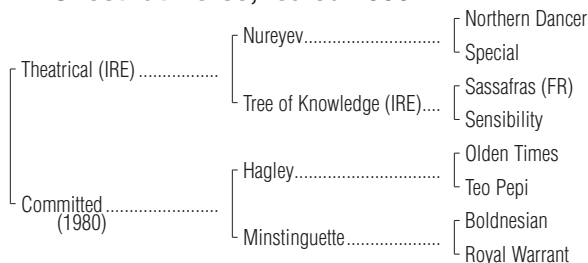 Northern Dancer
Nureyev
Special
Theatrical (IRE)
Sassafras (FR)
Tree of Knowledge (IRE)
Sensibility
Olden Times
Hagley
Teo Pepi
Committed
(1980)
Boldnesian
Minstinguette
Royal Warrant